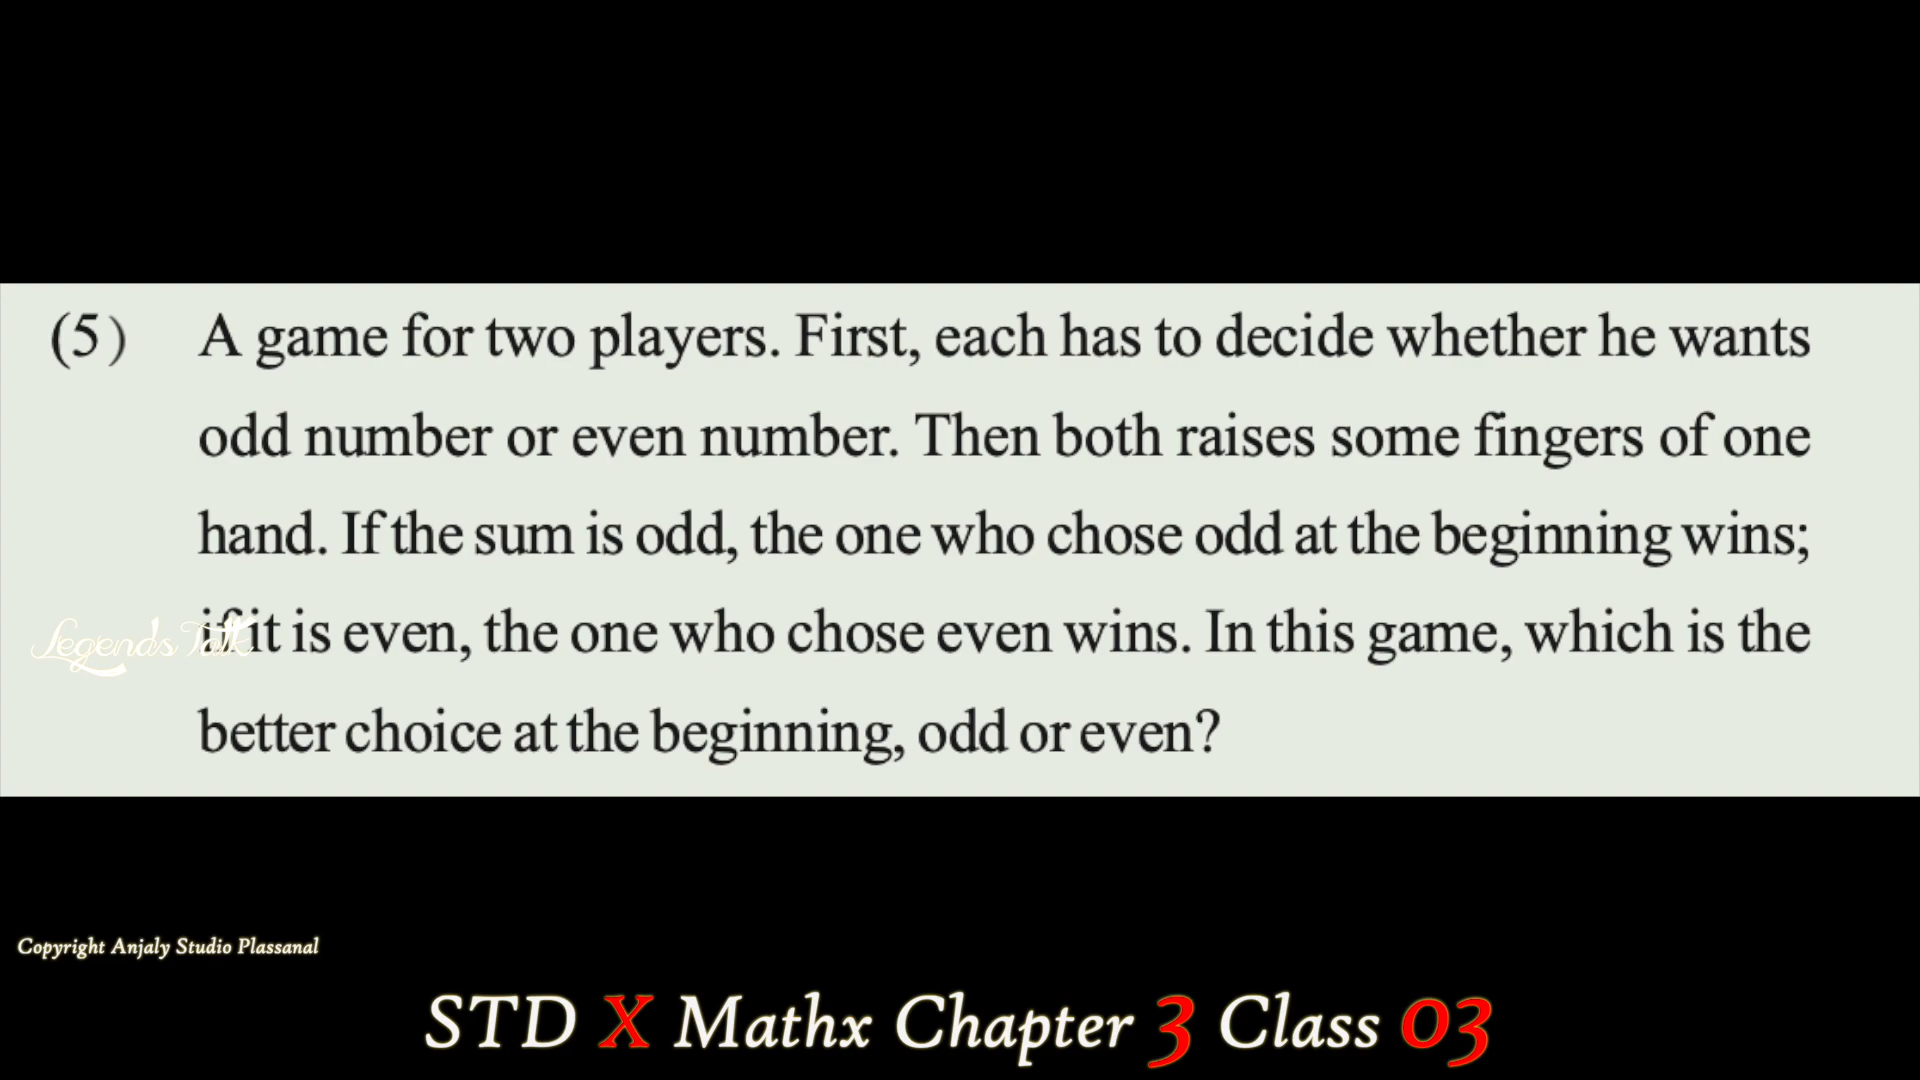 (5) A game for two players. First, each has to decide whether he wants
odd number or even number. Then both raises some fingers of one
hand. If the sum is odd, the one who chose odd at the beginning wins;
if it is even, the one who chose even wins. In this game, which is the
better choice at the beginning, odd or even?
Legends Talk
Copyright Anjaly Studio Plassanal
STD X Mathx Chapter 3 Class 03